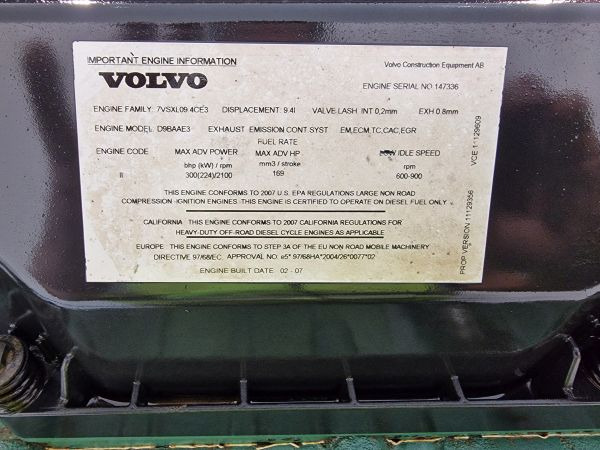 IMPORTANT ENGINE INFORMATION
Volvo Construction Equipment AB
VOLVO
ENGINE SERIAL NO 147336
ENGINE FAMILY: 7VSXL09.4CE3 DISPLACEMENT: 9.4l VALVE LASH: INT 0,2mm EXH 0.8mm
ENGINE MODEL: D9BAAE3 EXHAUST EMISSION CONT SYST EM,ECM,TC,CAC,EGR
FUEL RATE
ENGINE CODE MAX ADV POWER MAX ADV HP LOW IDLE SPEED
bhp (kW) / rpm mm3 / stroke rpm
II 300(224)/2100 169 600-900
THIS ENGINE CONFORMS TO 2007 U.S. EPA REGULATIONS LARGE NON ROAD
COMPRESSION-IGNITION ENGINES. THIS ENGINE IS CERTIFIED TO OPERATE ON DIESEL FUEL ONLY
CALIFORNIA THIS ENGINE CONFORMS TO 2007 CALIFORNIA REGULATIONS FOR
HEAVY-DUTY OFF-ROAD DIESEL CYCLE ENGINES AS APPLICABLE
EUROPE THIS ENGINE CONFORMS TO STEP 3A OF THE EU NON ROAD MOBILE MACHINERY
DIRECTIVE 97/68/EC. APPROVAL NO. e5* 97/68HA*2004/26*0077*02
ENGINE BUILT DATE 02 - 07
PROP VERSION 11129356 VCE 11129609